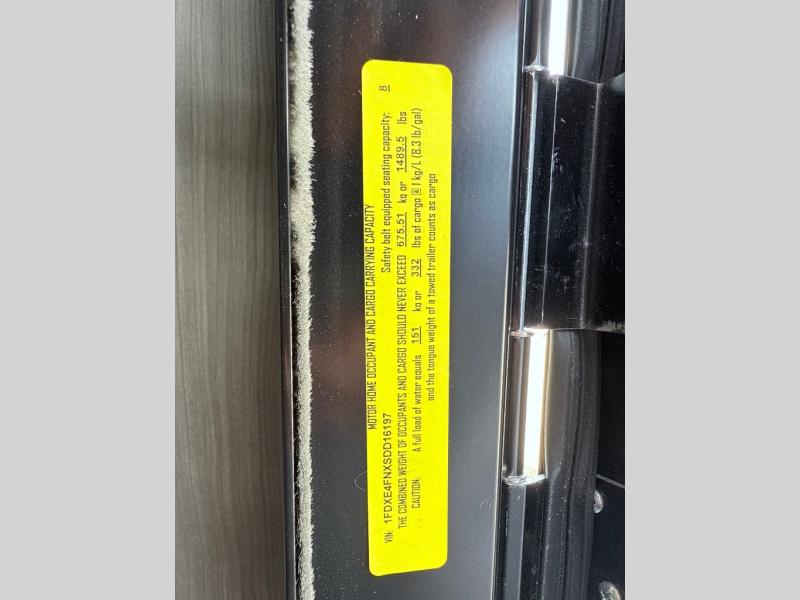 MOTOR HOME OCCUPANT AND CARGO CARRYING CAPACITY
VIN: 1FDXE4FNXSDD16197 Safety belt equipped seating capacity: 8
THE COMBINED WEIGHT OF OCCUPANTS AND CARGO SHOULD NEVER EXCEED 675.51 kg or 1489.5 lbs
CAUTION: A full load of water equals 151 kg or 332 lbs of cargo @ 1 kg/L (8.3 lb/gal)
and the tongue weight of a towed trailer counts as cargo